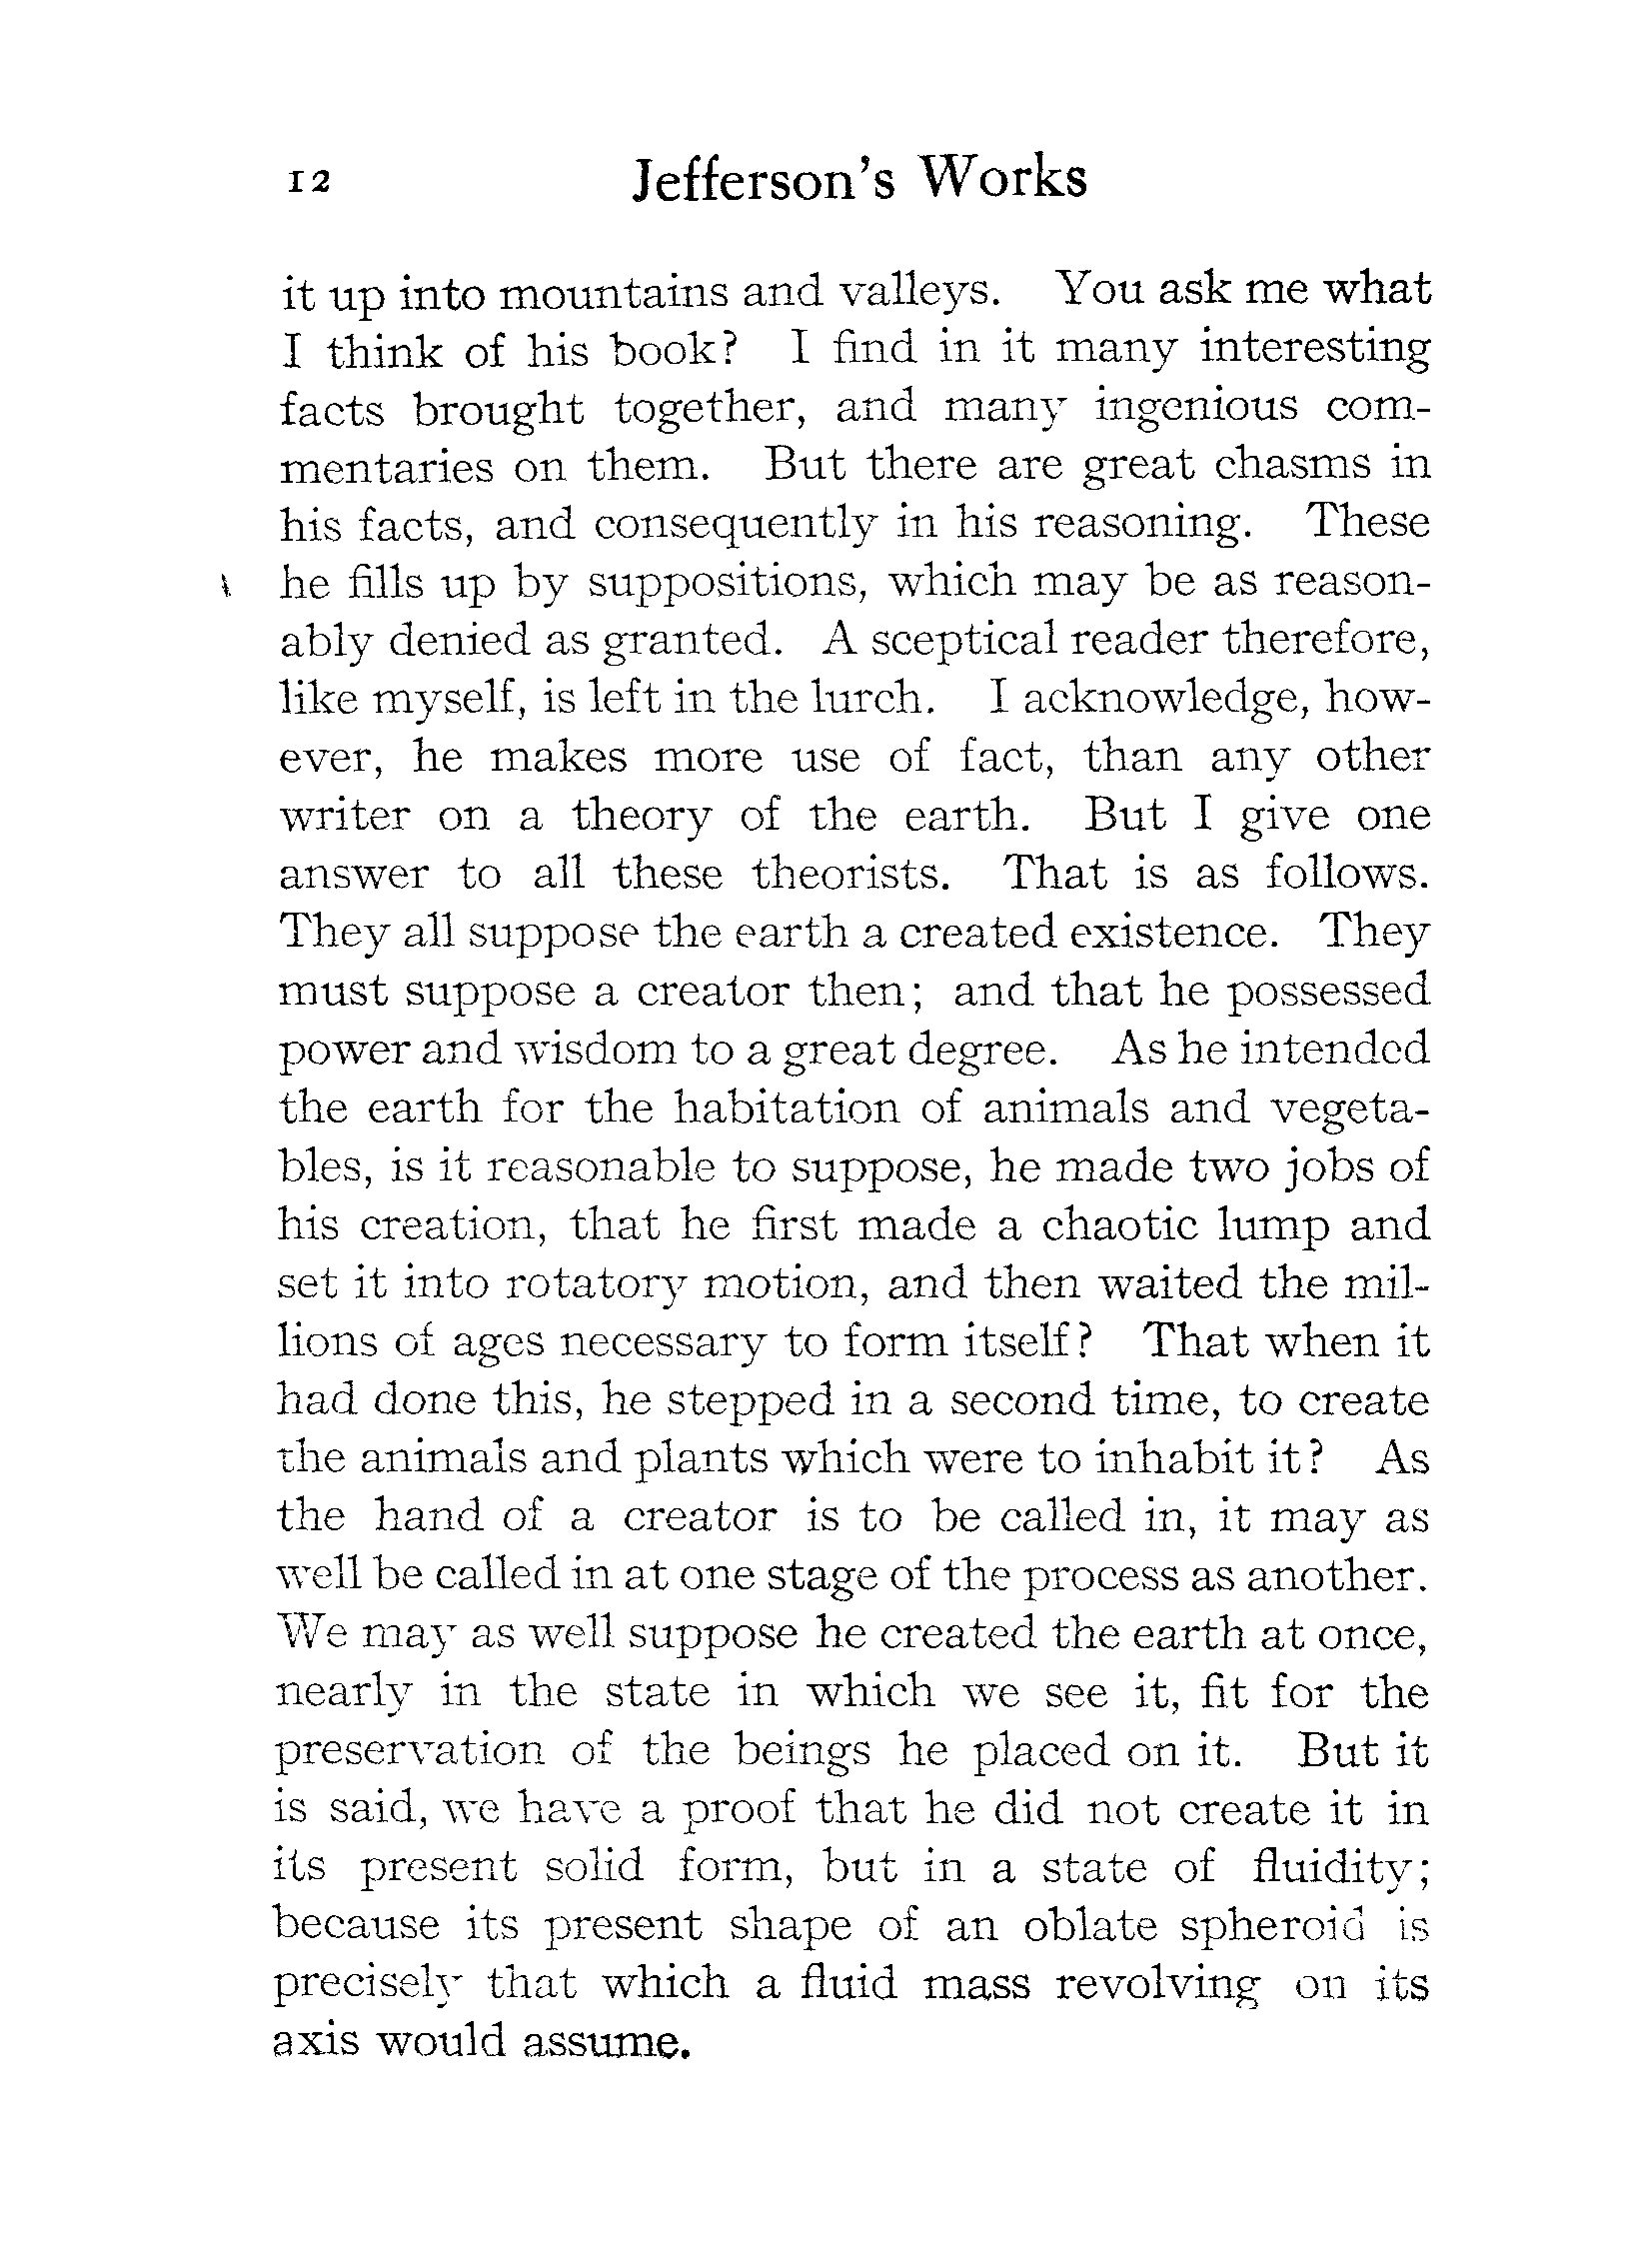 12 Jefferson's Works
it up into mountains and valleys. You ask me what
I think of his book? I find in it many interesting
facts brought together, and many ingenious com-
mentaries on them. But there are great chasms in
his facts, and consequently in his reasoning. These
he fills up by suppositions, which may be as reason-
ably denied as granted. A sceptical reader therefore,
like myself, is left in the lurch. I acknowledge, how-
ever, he makes more use of fact, than any other
writer on a theory of the earth. But I give one
answer to all these theorists. That is as follows.
They all suppose the earth a created existence. They
must suppose a creator then; and that he possessed
power and wisdom to a great degree. As he intended
the earth for the habitation of animals and vegeta-
bles, is it reasonable to suppose, he made two jobs of
his creation, that he first made a chaotic lump and
set it into rotatory motion, and then waited the mil-
lions of ages necessary to form itself? That when it
had done this, he stepped in a second time, to create
the animals and plants which were to inhabit it? As
the hand of a creator is to be called in, it may as
well be called in at one stage of the process as another.
We may as well suppose he created the earth at once,
nearly in the state in which we see it, fit for the
preservation of the beings he placed on it. But it
is said, we have a proof that he did not create it in
its present solid form, but in a state of fluidity;
because its present shape of an oblate spheroid is
precisely that which a fluid mass revolving on its
axis would assume.